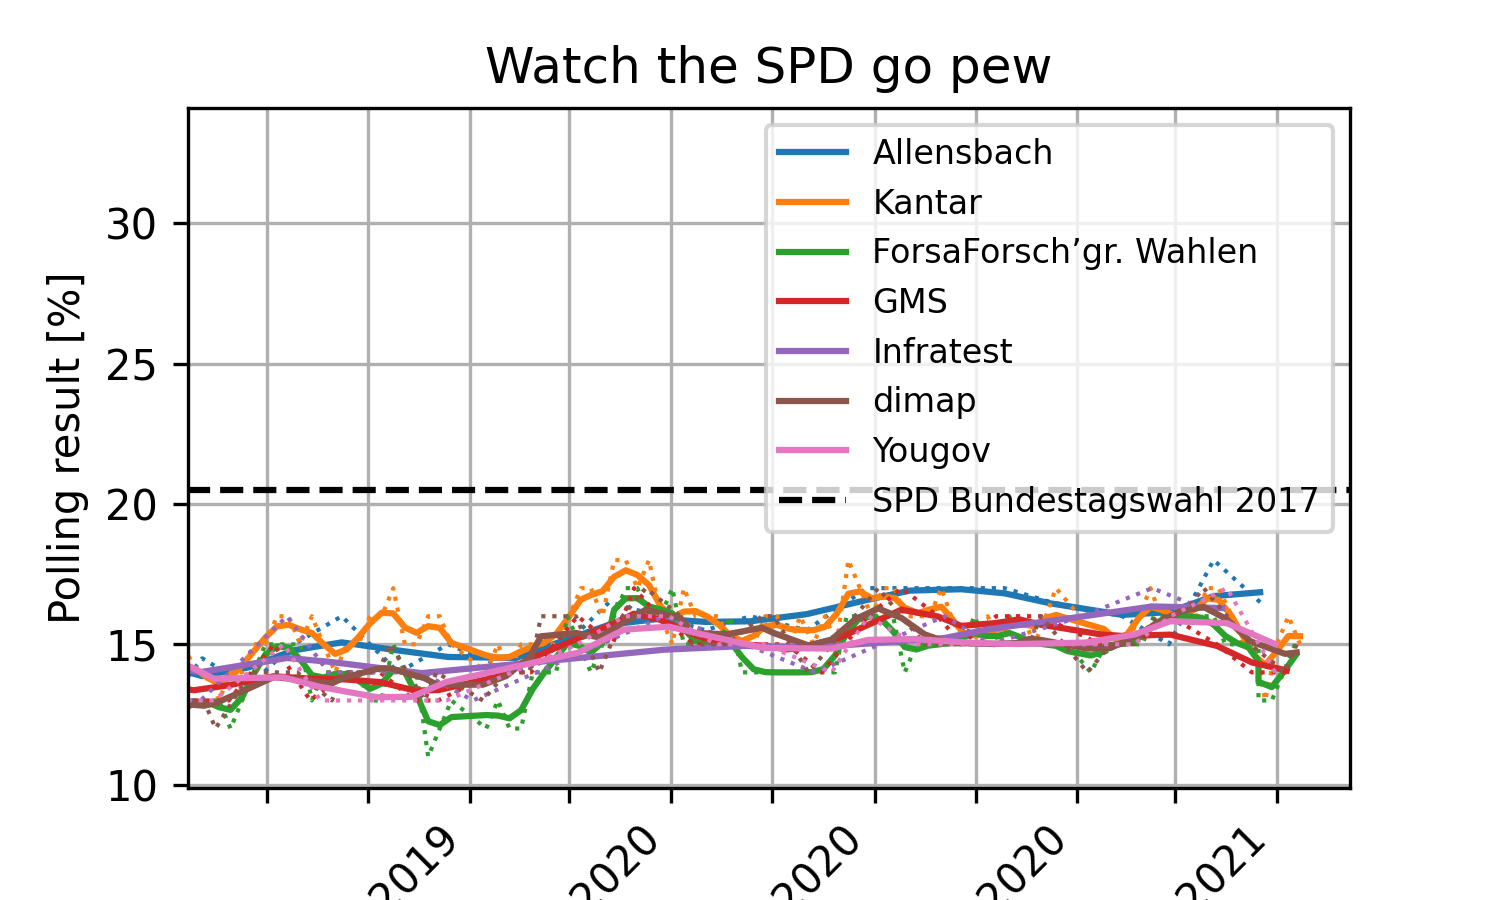 Watch the SPD go pew
Polling result [%]
30
25
20
15
10
Allensbach
Kantar
ForsaForsch’gr. Wahlen
GMS
Infratest
dimap
Yougov
SPD Bundestagswahl 2017
2019
2020
2020
2020
2021